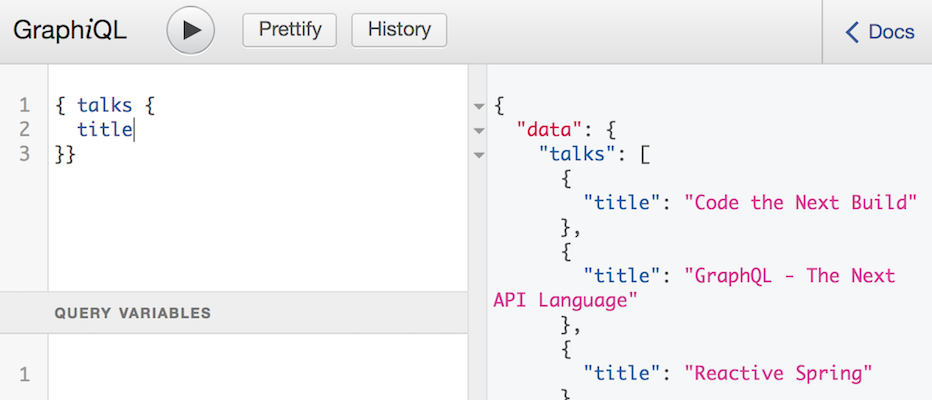 GraphiQL
Prettify
History
Docs
1 { talks {
2 title
3 }}
QUERY VARIABLES
1
{
"data": {
"talks": [
{
"title": "Code the Next Build"
},
{
"title": "GraphQL - The Next
API Language"
},
{
"title": "Reactive Spring"
}